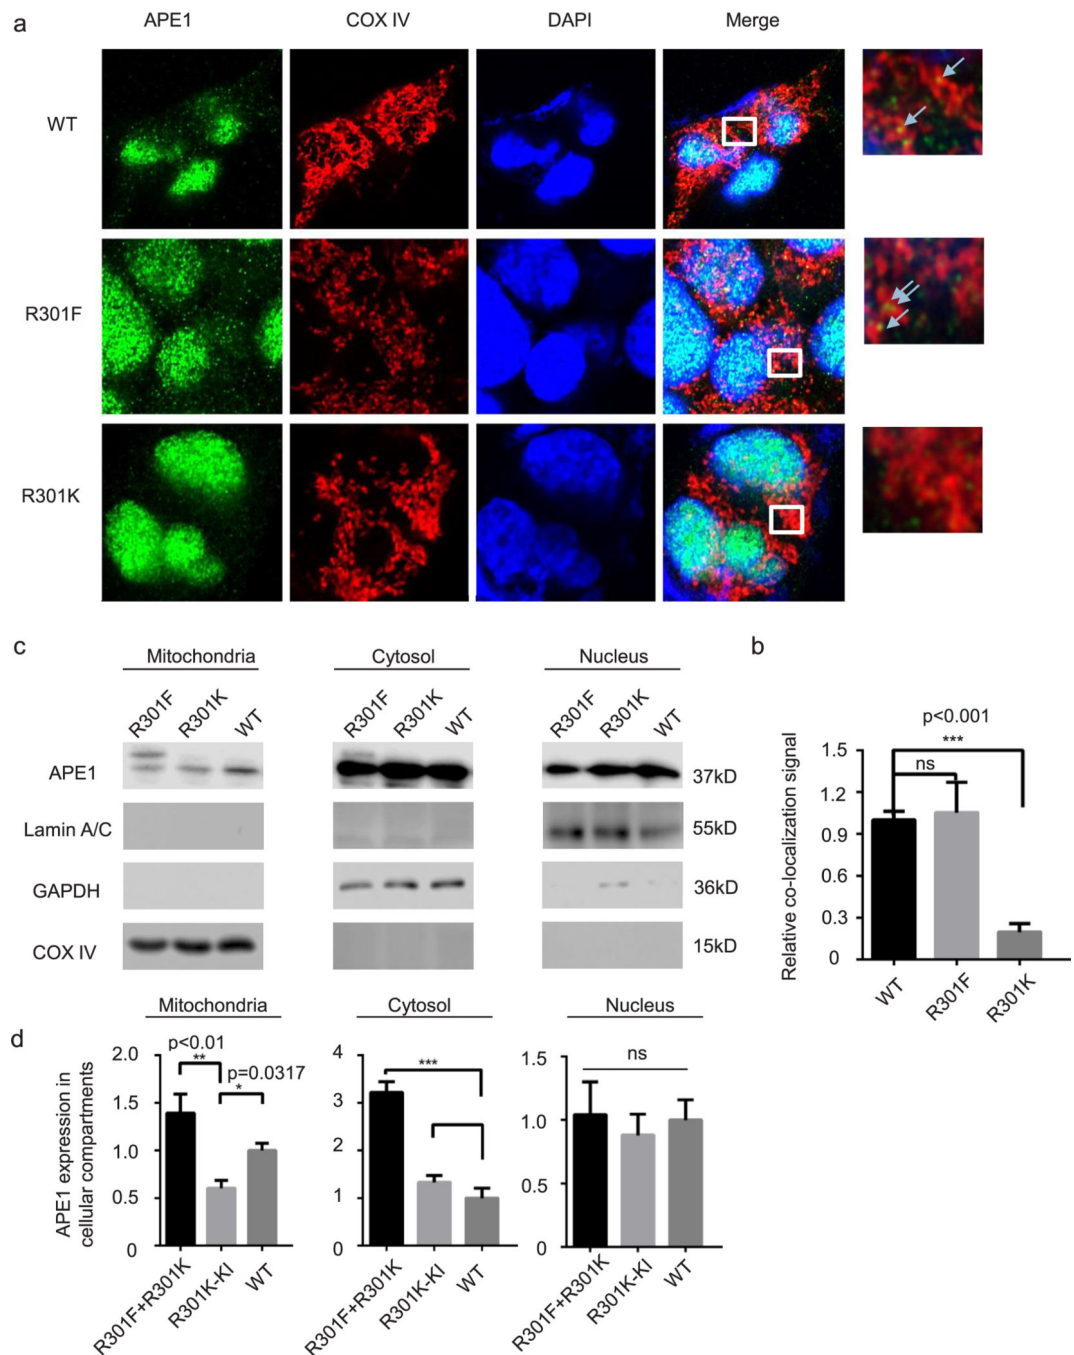 a
APE1 COX IV DAPI Merge
WT
R301F
R301K
c
Mitochondria Cytosol Nucleus
R301F R301K WT R301F R301K WT R301F R301K WT
APE1 37kD
Lamin A/C 55kD
GAPDH 36kD
COX IV 15kD
b
p<0.001
***
ns
Relative co-localization signal
1.5
1.2
0.9
0.6
0.3
0
WT R301F R301K
d
Mitochondria Cytosol Nucleus
APE1 expression in
cellular compartments
p<0.01
**
p=0.0317
*
2.0
1.5
1.0
0.5
0
R301F+R301K R301K-KI WT
***
4
3
2
1
0
R301F+R301K R301K-KI WT
ns
1.5
1.0
0.5
0
R301F+R301K R301K-KI WT